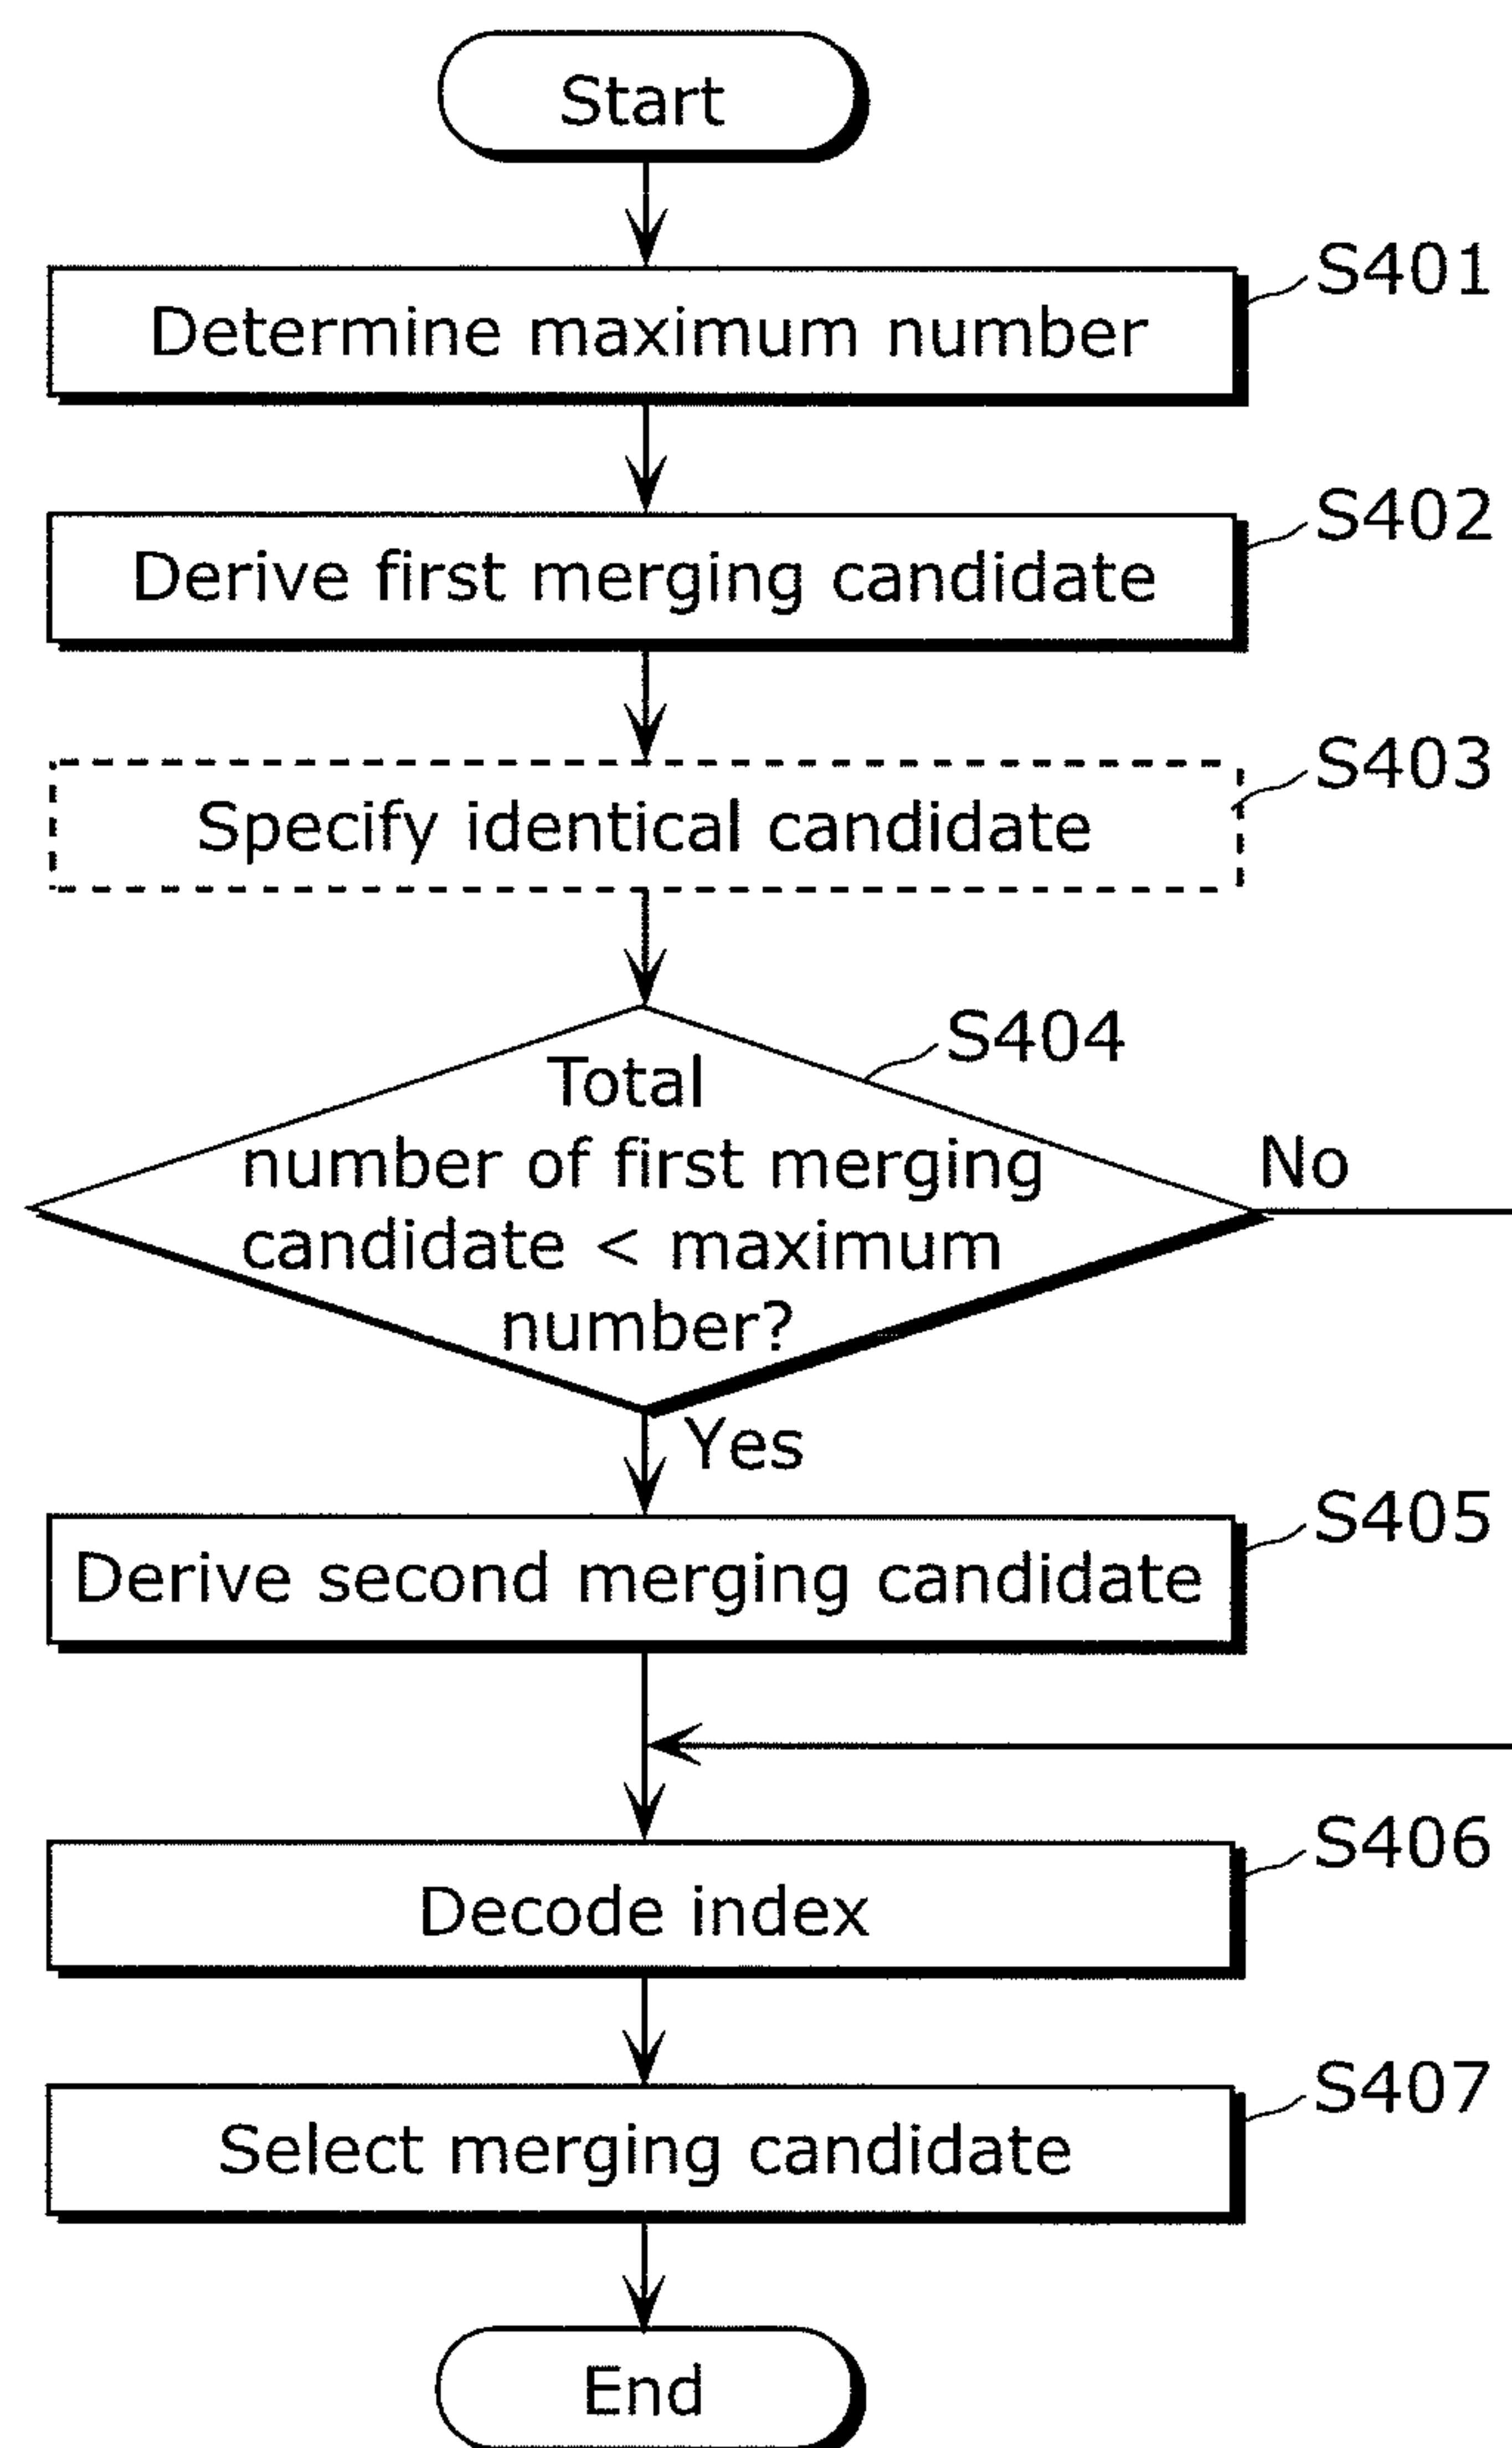 Start
S401
Determine maximum number
S402
Derive first merging candidate
S403
Specify identical candidate
S404
Total
number of first merging
candidate < maximum
number?
No
Yes
S405
Derive second merging candidate
S406
Decode index
S407
Select merging candidate
End